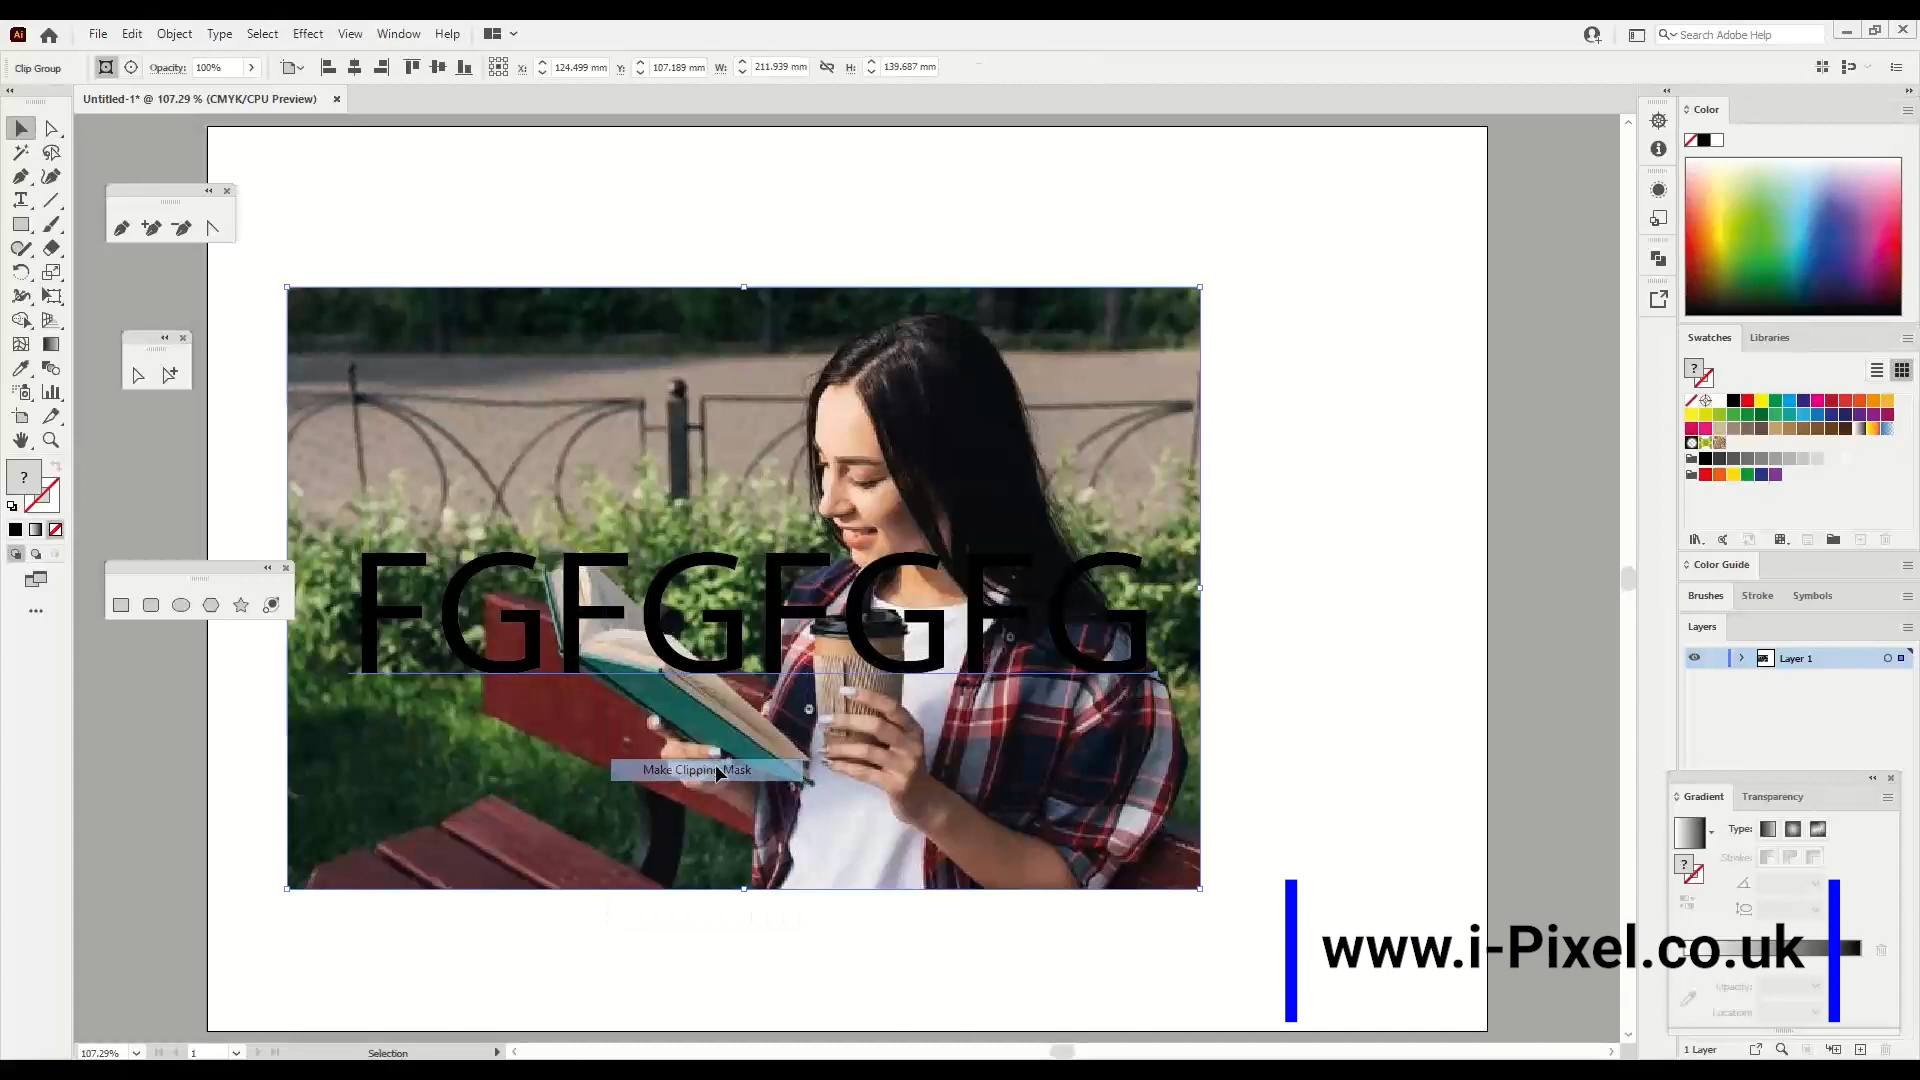 Ai File Edit Object Type Select Effect View Window Help Search Adobe Help
Clip Group Opacity: 100% X: 124.499 mm Y: 107.189 mm W: 211.939 mm H: 139.687 mm
Untitled-1* @ 107.29 % (CMYK/CPU Preview)
Color
Swatches Libraries
?
?
FGFGFGFG
Color Guide
Brushes Stroke Symbols
Layers
Layer 1
Make Clipping Mask
Gradient Transparency
Type:
Stroke:
?
www.i-Pixel.co.uk
Opacity:
Location:
107.29% 1 Selection
1 Layer